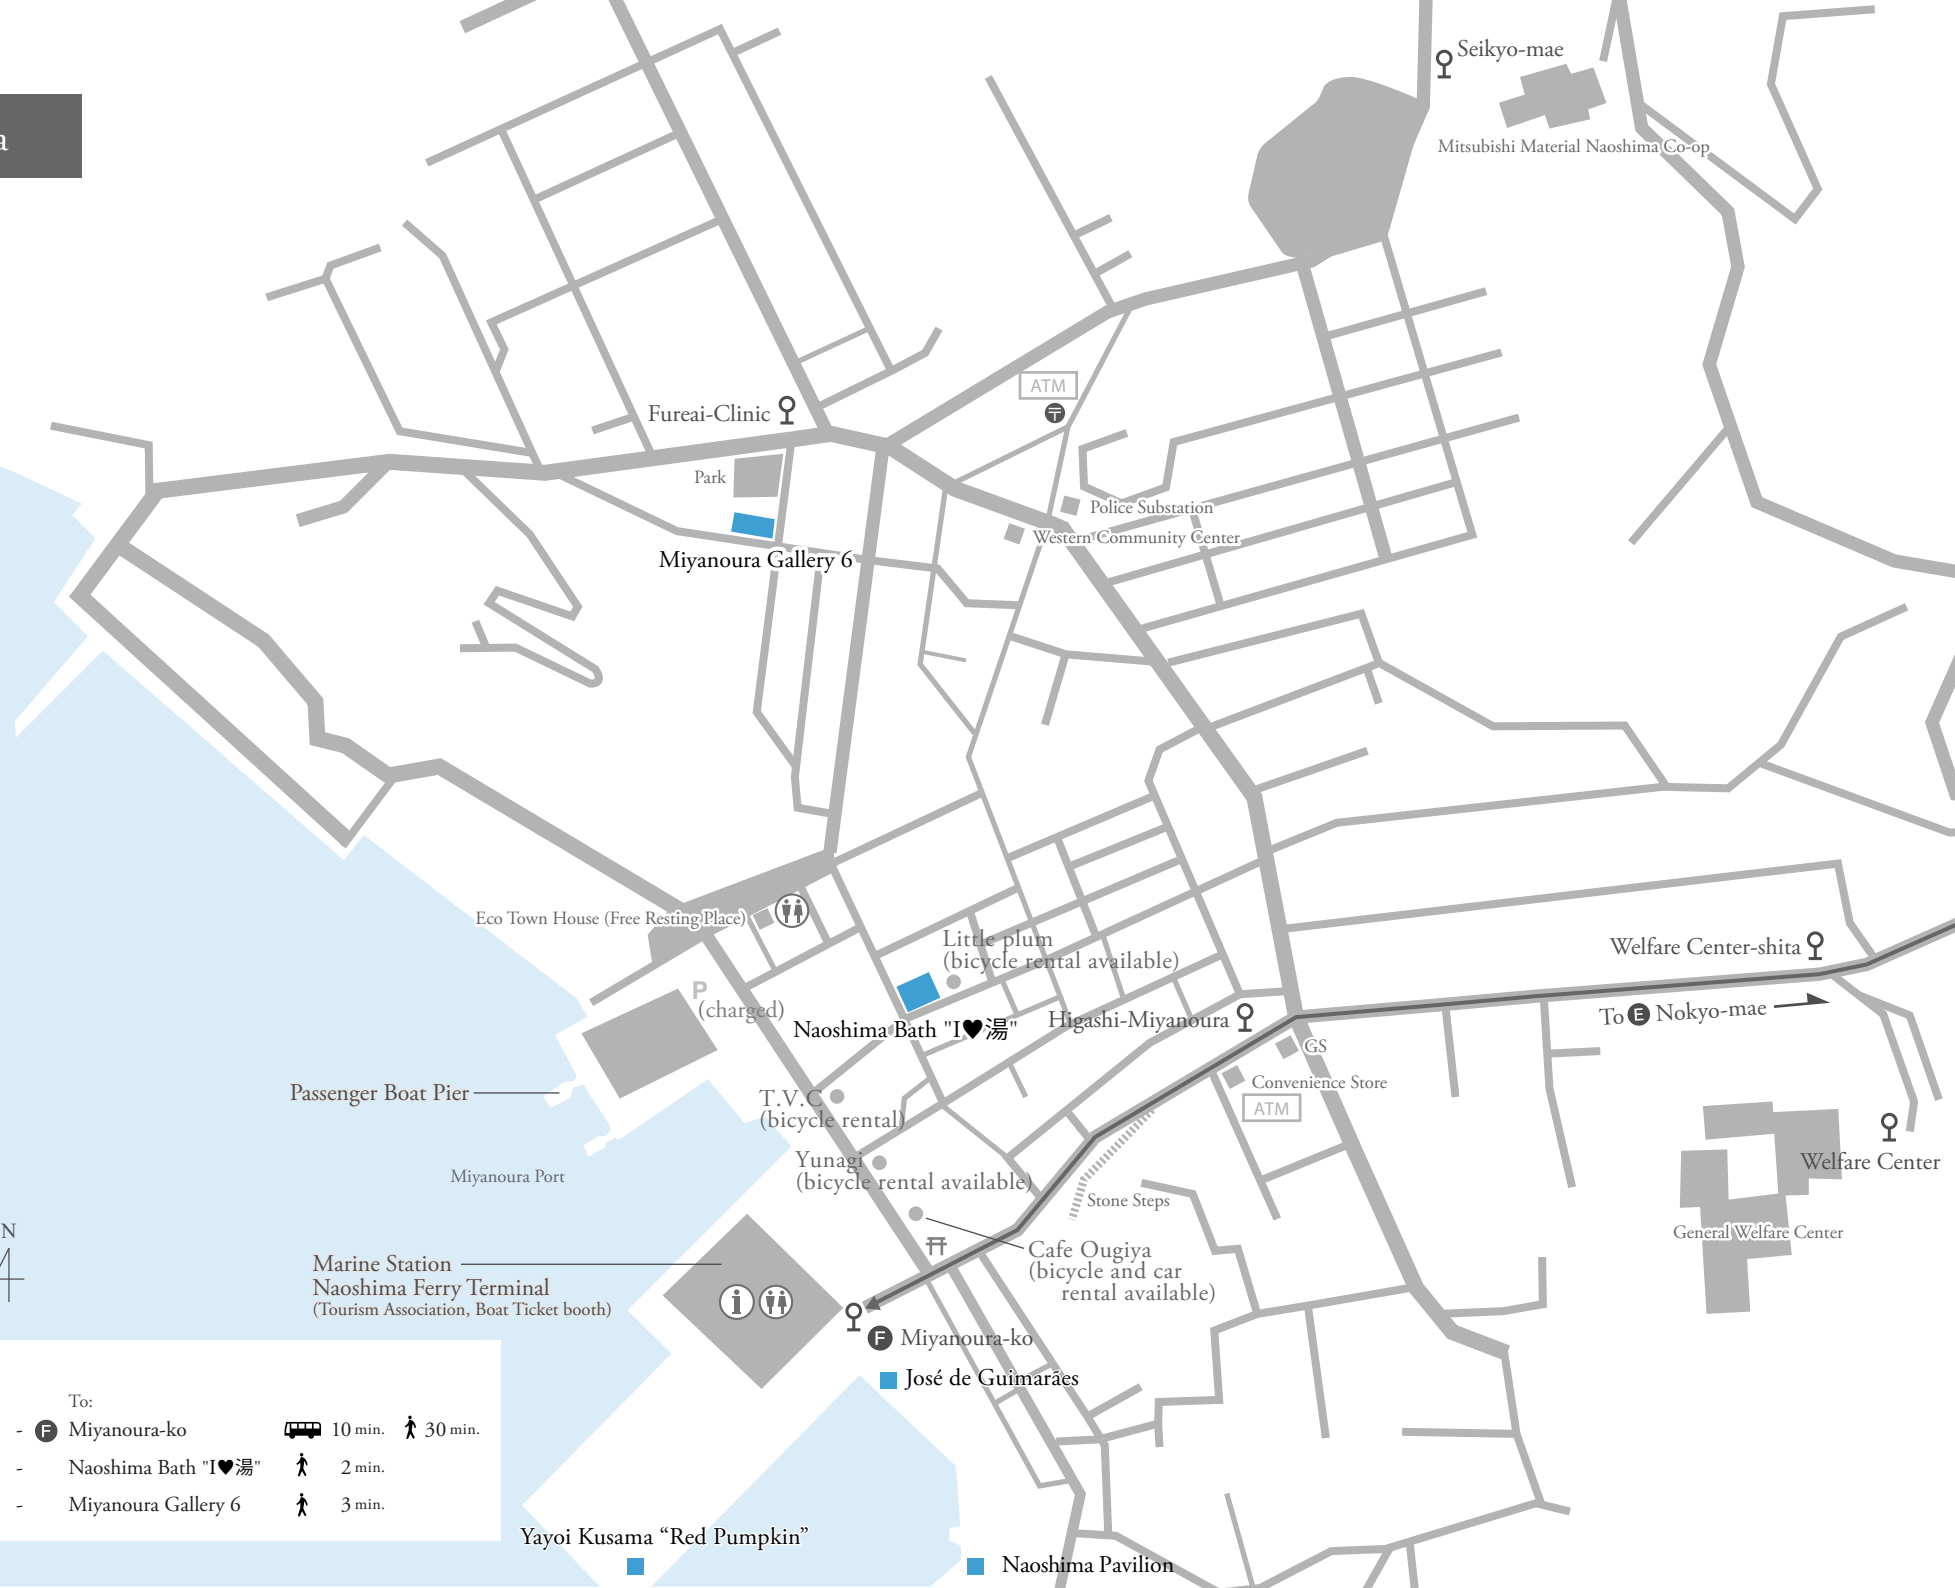 Seikyo-mae
a
Mitsubishi Material Naoshima Co-op
ATM
〒
Fureai-Clinic
Park
Police Substation
Western Community Center
Miyanoura Gallery 6
Eco Town House (Free Resting Place)
Little plum
(bicycle rental available)
Welfare Center-shita
P
(charged)
To E Nokyo-mae
Naoshima Bath "I♥湯"
Higashi-Miyanoura
GS
Convenience Store
ATM
Passenger Boat Pier
T.V.C
(bicycle rental)
Yunagi
(bicycle rental available)
Welfare Center
Miyanoura Port
Stone Steps
General Welfare Center
N
Cafe Ougiya
(bicycle and car
rental available)
Marine Station
Naoshima Ferry Terminal
(Tourism Association, Boat Ticket booth)
i
F Miyanoura-ko
José de Guimarães
To:
- F Miyanoura-ko 10 min. 30 min.
- Naoshima Bath "I♥湯" 2 min.
- Miyanoura Gallery 6 3 min.
Yayoi Kusama “Red Pumpkin”
Naoshima Pavilion